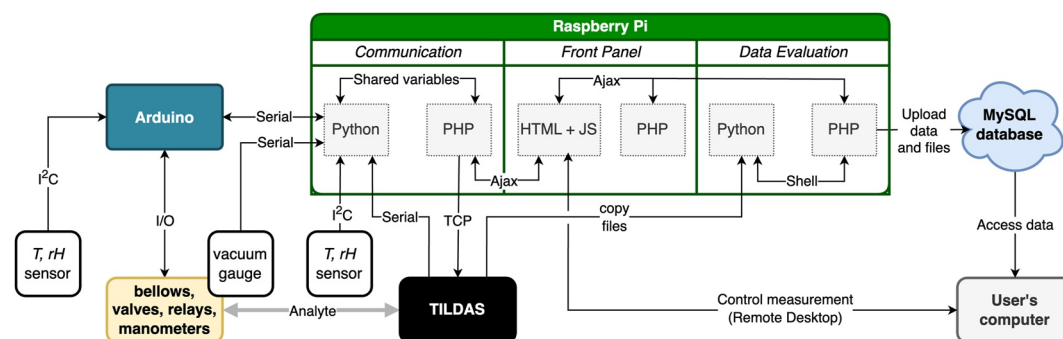 Raspberry Pi
Communication
Front Panel
Data Evaluation
Shared variables
Ajax
Arduino
Serial
Python
PHP
HTML + JS
PHP
Python
PHP
Upload
data
and files
MySQL
database
Serial
I²C
I/O
Ajax
Shell
I²C
Serial
TCP
copy
files
Access data
T, rH
sensor
vacuum
gauge
T, rH
sensor
bellows,
valves, relays,
manometers
Analyte
TILDAS
Control measurement
(Remote Desktop)
User's
computer